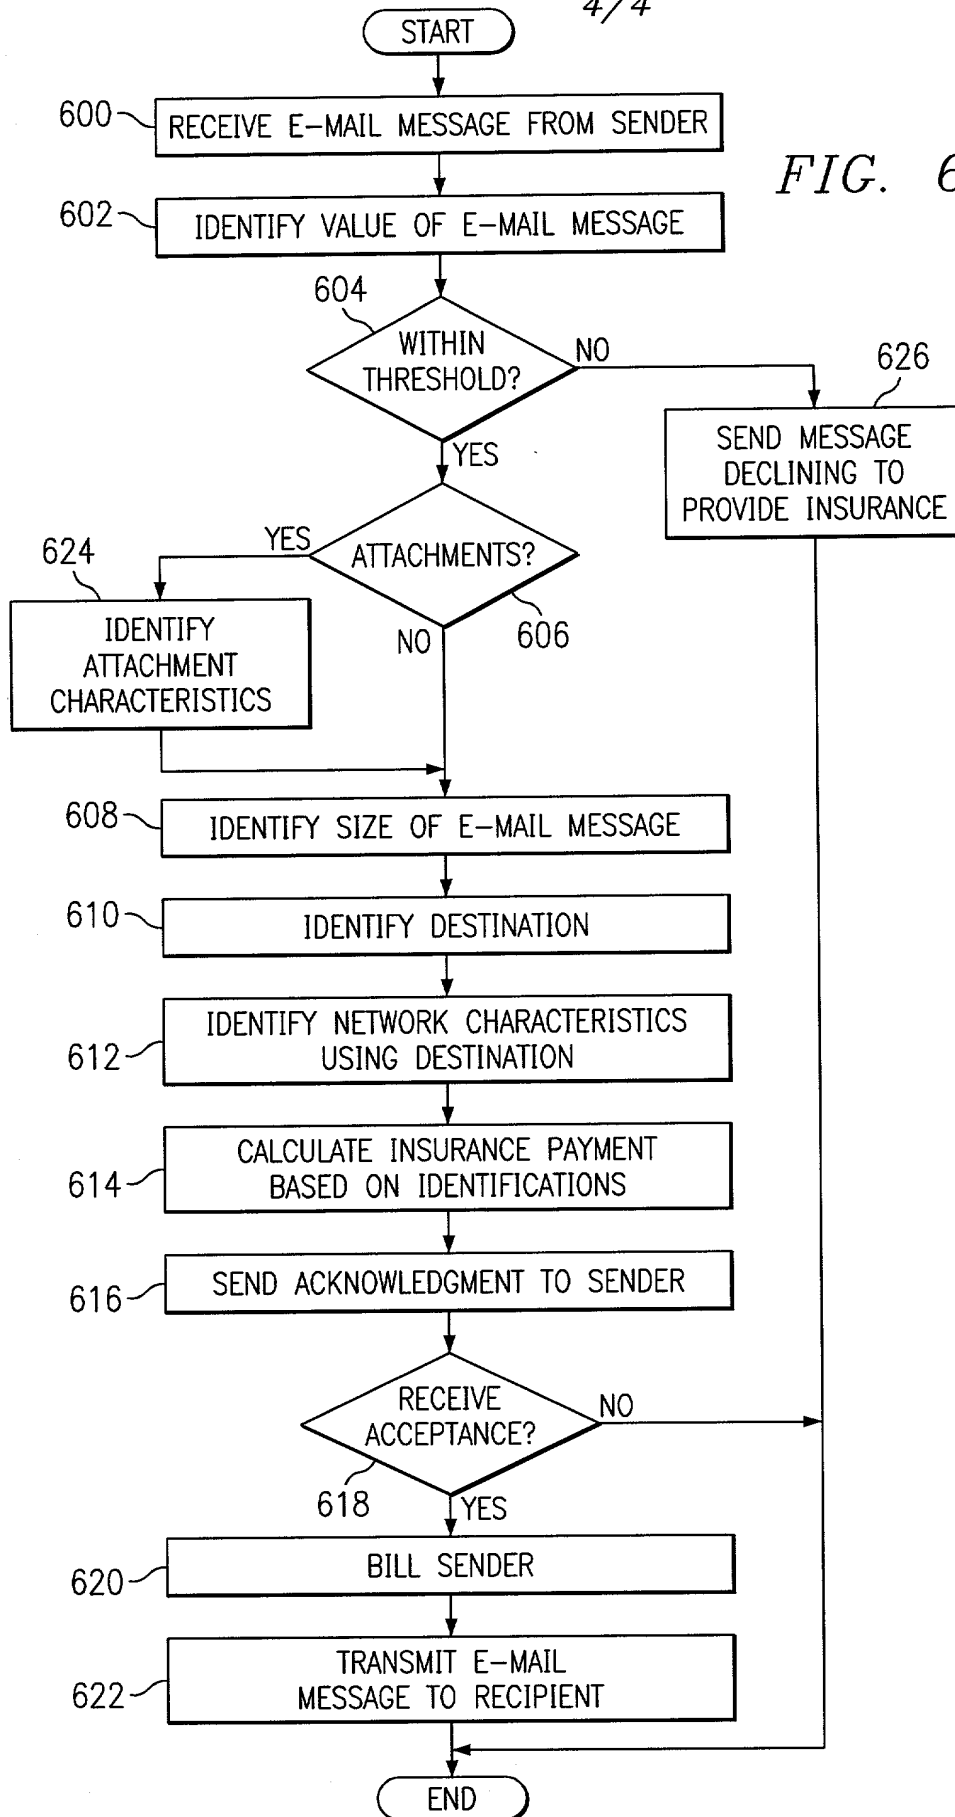 4/4
START
600
RECEIVE E-MAIL MESSAGE FROM SENDER
FIG. 6
602
IDENTIFY VALUE OF E-MAIL MESSAGE
604
WITHIN
THRESHOLD?
NO
626
SEND MESSAGE
DECLINING TO
PROVIDE INSURANCE
YES
YES
ATTACHMENTS?
606
624
IDENTIFY
ATTACHMENT
CHARACTERISTICS
NO
608
IDENTIFY SIZE OF E-MAIL MESSAGE
610
IDENTIFY DESTINATION
612
IDENTIFY NETWORK CHARACTERISTICS
USING DESTINATION
614
CALCULATE INSURANCE PAYMENT
BASED ON IDENTIFICATIONS
616
SEND ACKNOWLEDGMENT TO SENDER
RECEIVE
ACCEPTANCE?
NO
618
YES
620
BILL SENDER
622
TRANSMIT E-MAIL
MESSAGE TO RECIPIENT
END